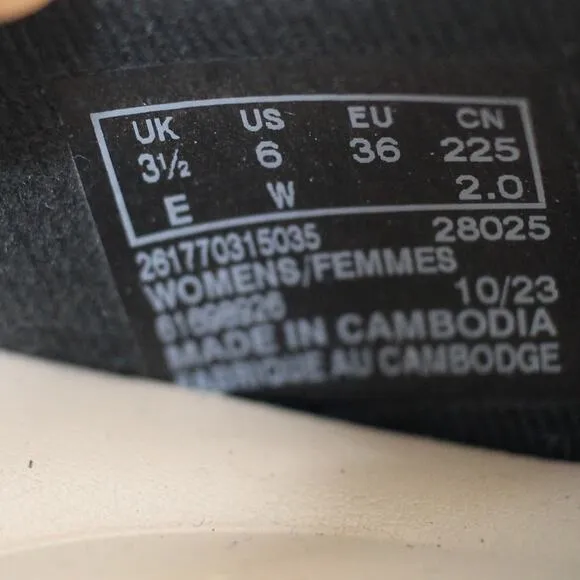 UK US EU CN
3½ 6 36 225
E W 2.0
261770315035 28025
WOMENS/FEMMES
10/23
MADE IN CAMBODIA
FABRIQUE AU CAMBODGE